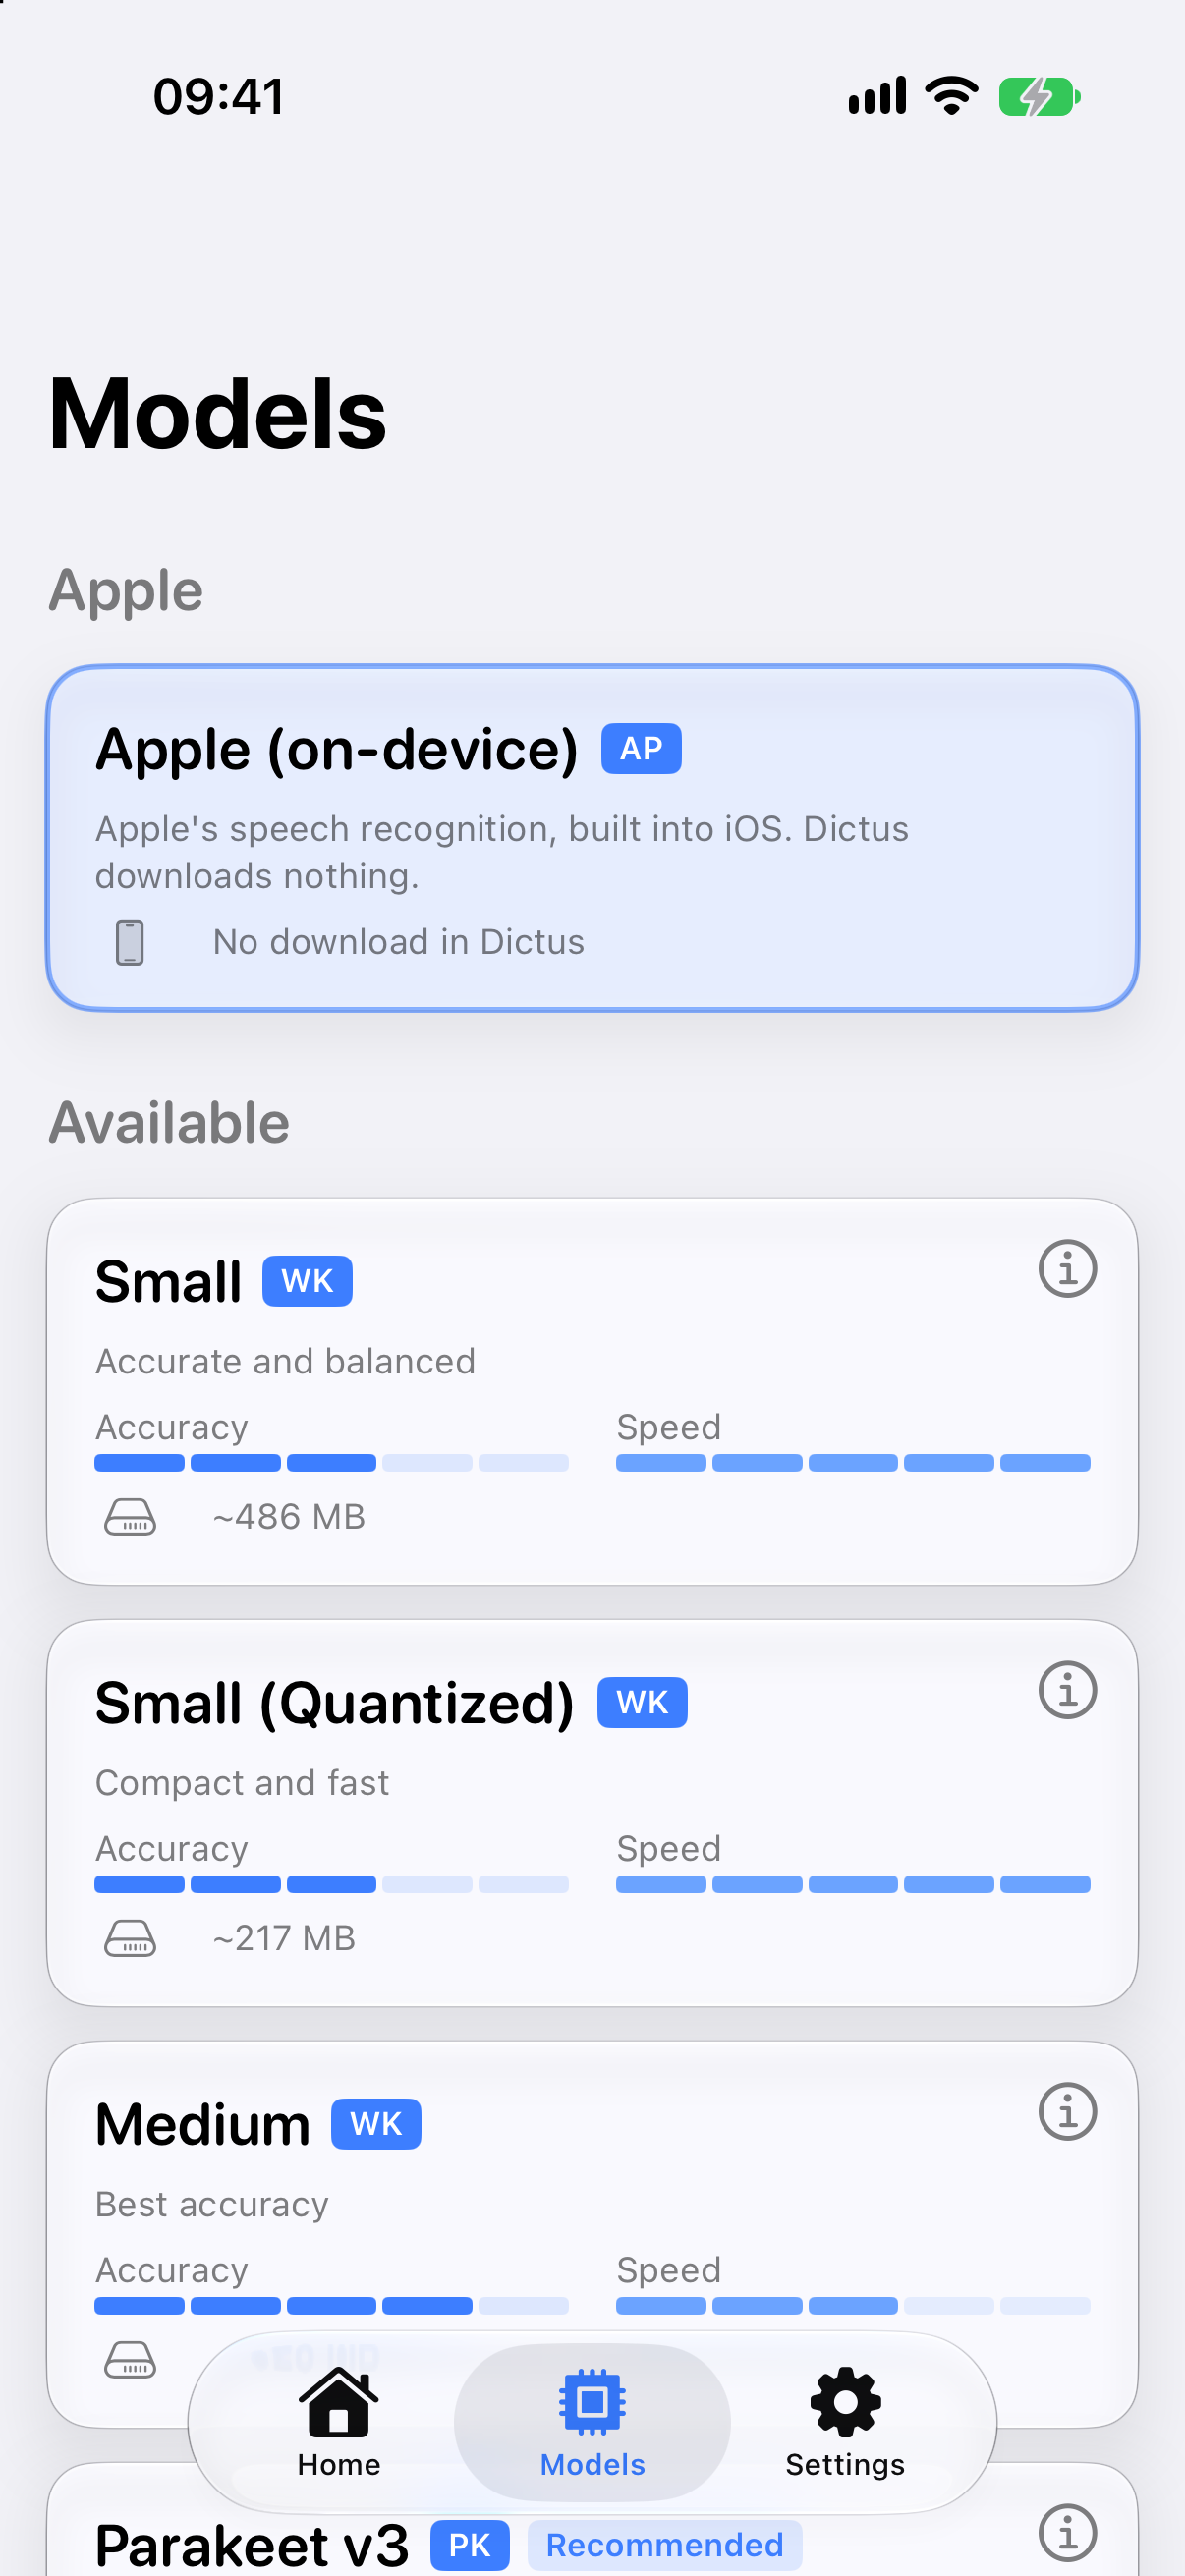 09:41
Models
Apple
Apple (on-device) AP
Apple's speech recognition, built into iOS. Dictus
downloads nothing.
No download in Dictus
Available
Small WK
Accurate and balanced
Accuracy Speed
~486 MB
Small (Quantized) WK
Compact and fast
Accuracy Speed
~217 MB
Medium WK
Best accuracy
Accuracy Speed
Home Models Settings
Parakeet v3 PK Recommended